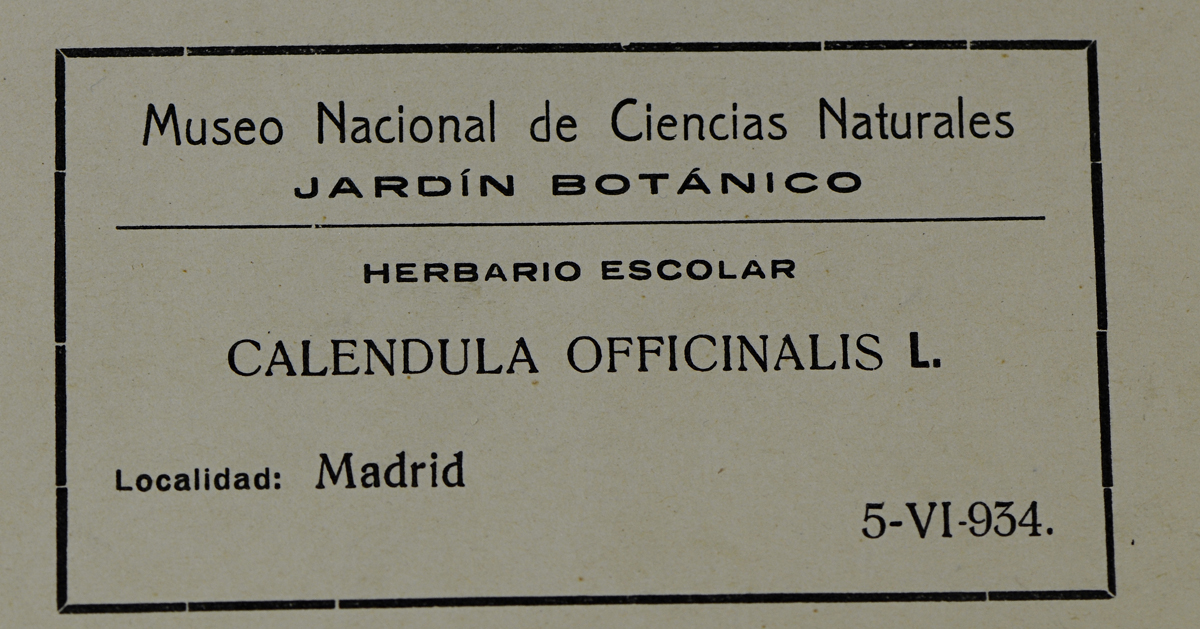 Museo Nacional de Ciencias Naturales
JARDÍN BOTÁNICO
HERBARIO ESCOLAR
CALENDULA OFFICINALIS L.
Localidad: Madrid
5-VI-934.